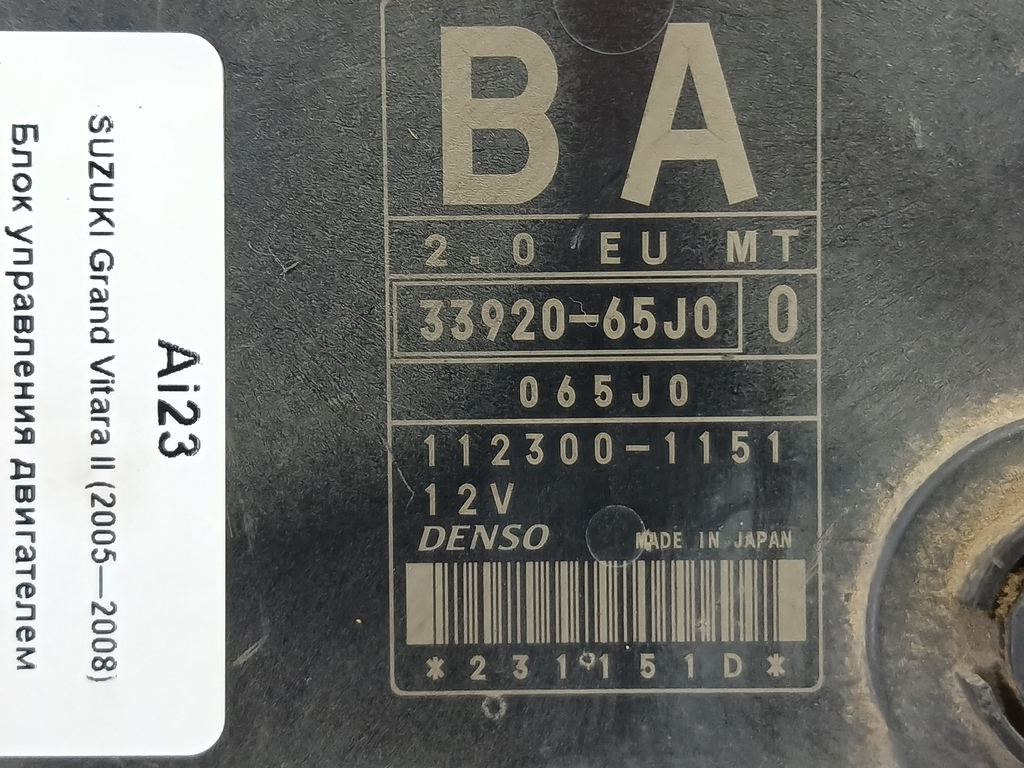 BA
2.0 EU MT
33920-65J0 0
065J0
112300-1151
12V
DENSO MADE IN JAPAN
*231151D*
Ai23
SUZUKI Grand Vitara II (2005—2008)
Блок управления двигателем